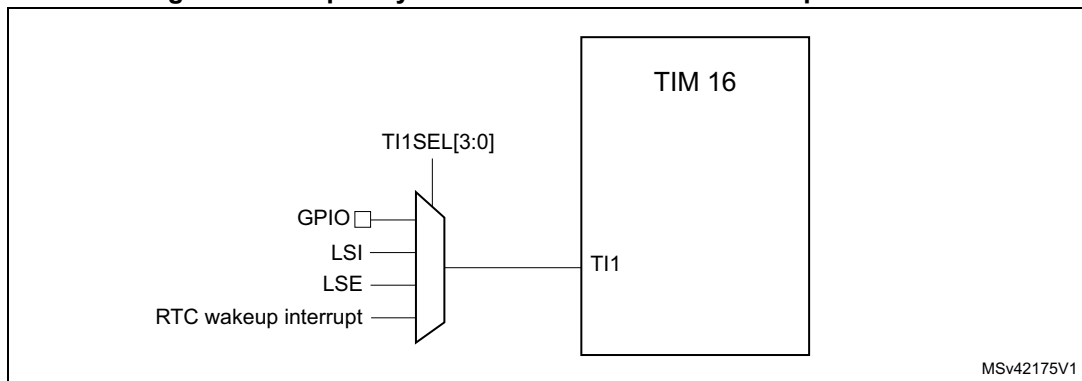 TIM 16
TI1SEL[3:0]
GPIO
LSI
TI1
LSE
RTC wakeup interrupt
MSv42175V1